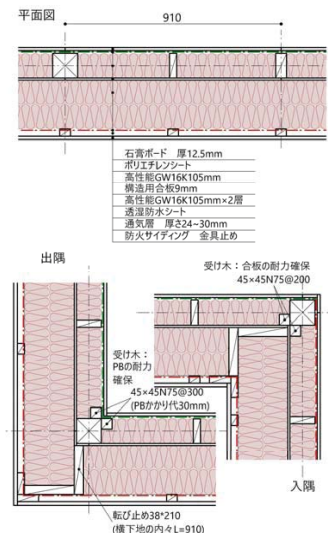 平面図
910
石膏ボード 厚12.5mm
ポリエチレンシート
高性能GW16K105mm
構造用合板9mm
高性能GW16K105mm×2層
透湿防水シート
通気層 厚さ24~30mm
防火サイディング 金具止め
出隅
受け木：合板の耐力確保
45×45N75@200
受け木：
PBの耐力
確保
45×45N75@300
(PBかかり代30mm)
入隅
転び止め38*210
(横下地の内々L=910)